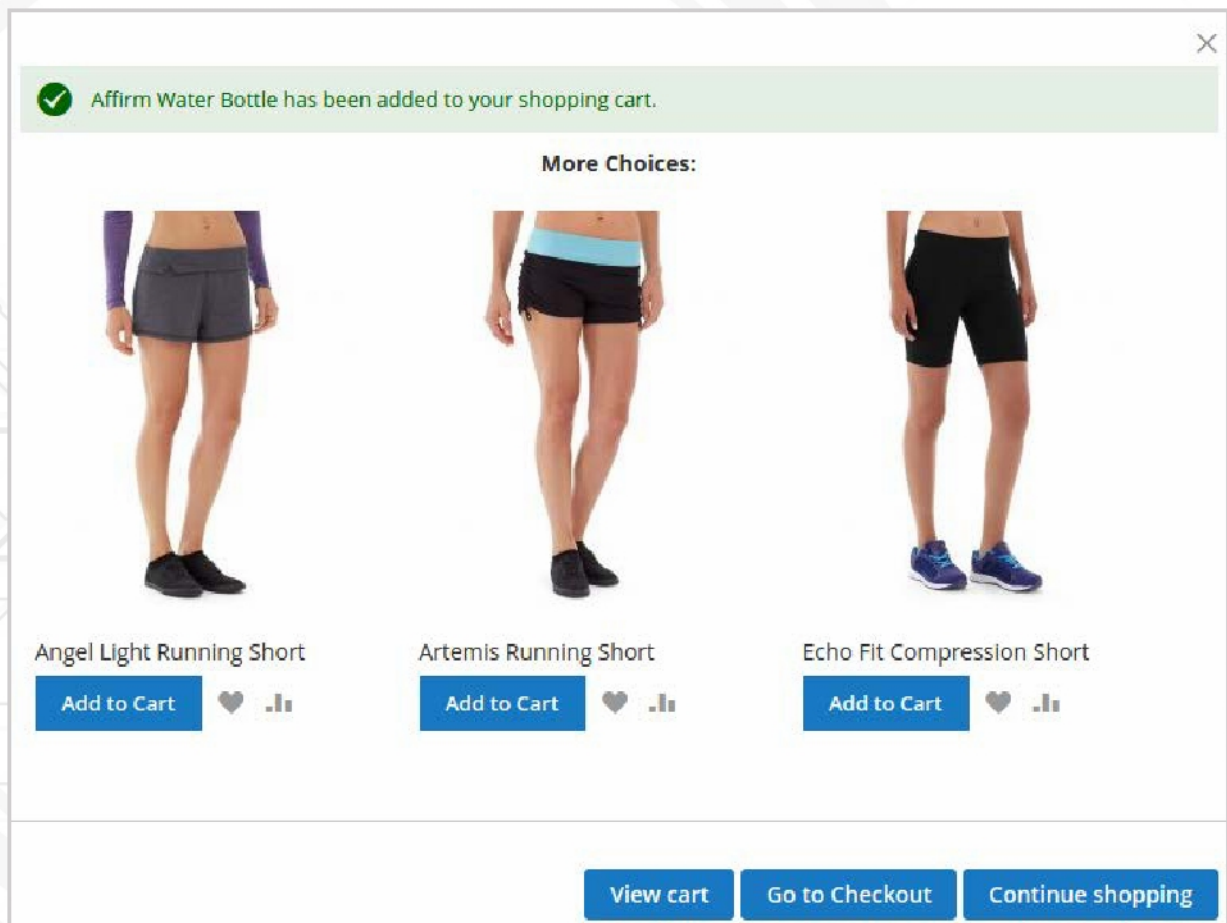 Affirm Water Bottle has been added to your shopping cart.
More Choices:
Angel Light Running Short
Artemis Running Short
Echo Fit Compression Short
Add to Cart
Add to Cart
Add to Cart
View cart
Go to Checkout
Continue shopping